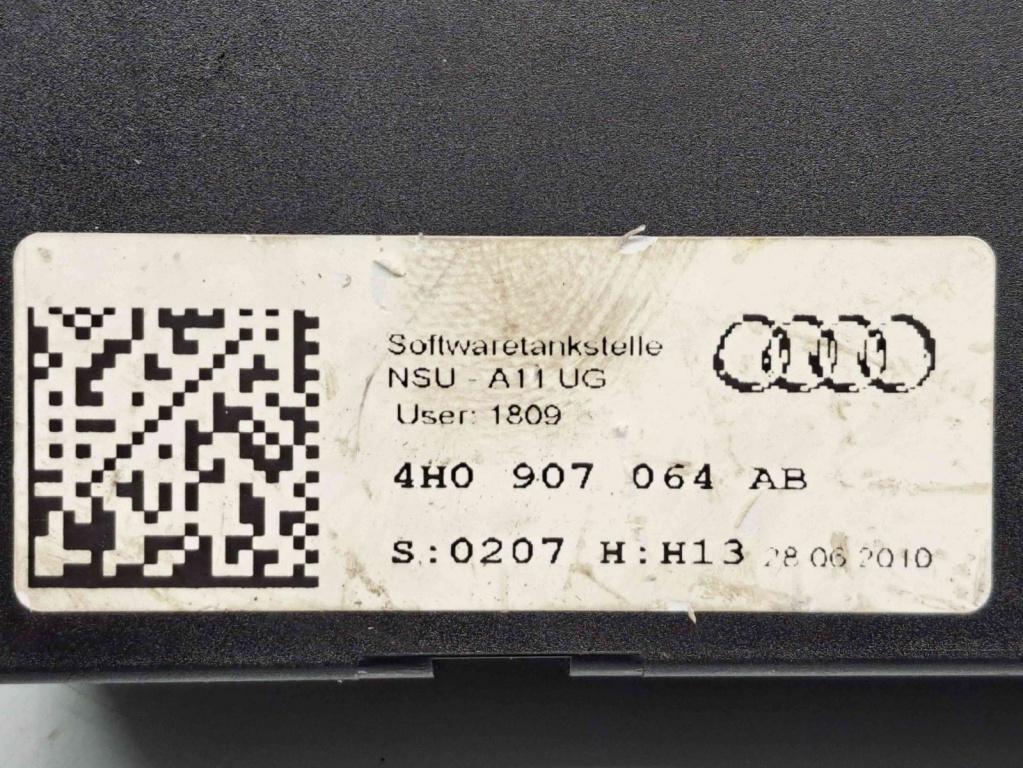 Softwaretankstelle
NSU - A11 UG
User: 1809
4H0 907 064 AB
S:0207 H:H13 28.06.2010